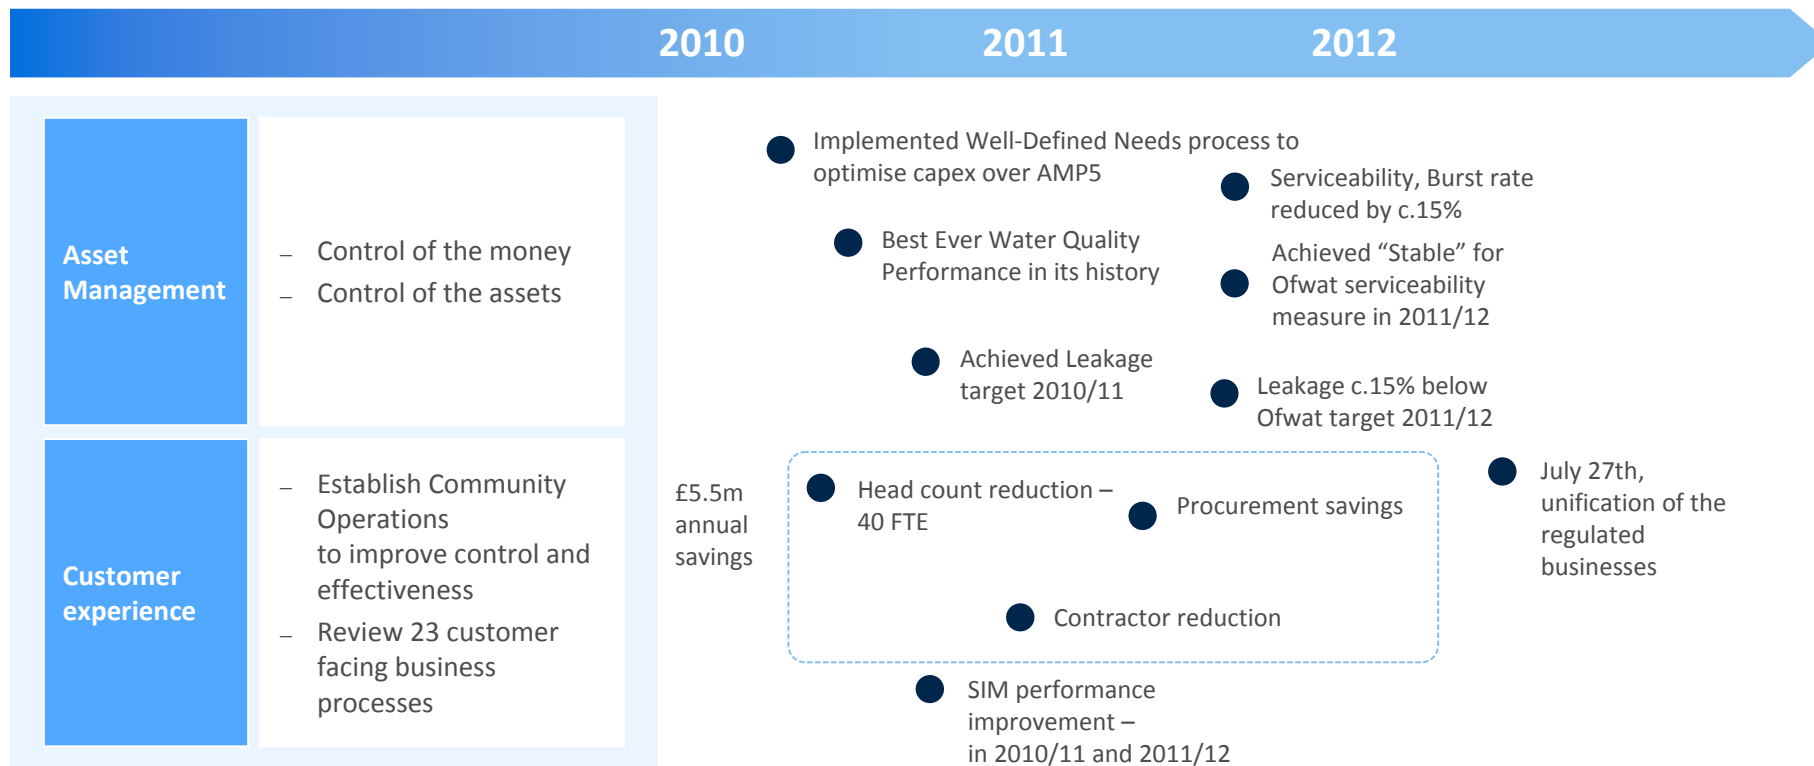 2010
2011
2012
Asset
Management
– Control of the money
– Control of the assets
Implemented Well-Defined Needs process to
optimise capex over AMP5
Best Ever Water Quality
Performance in its history
Achieved Leakage
target 2010/11
Serviceability, Burst rate
reduced by c.15%
Achieved “Stable” for
Ofwat serviceability
measure in 2011/12
Leakage c.15% below
Ofwat target 2011/12
Customer
experience
– Establish Community
Operations
to improve control and
effectiveness
– Review 23 customer
facing business
processes
£5.5m
annual
savings
Head count reduction –
40 FTE
Procurement savings
Contractor reduction
SIM performance
improvement –
in 2010/11 and 2011/12
July 27th,
unification of the
regulated
businesses